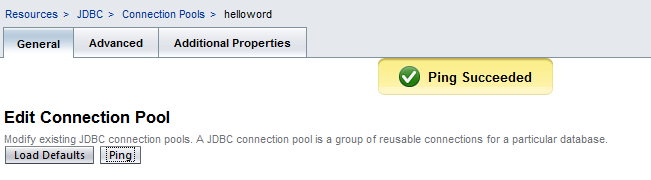 Resources > JDBC > Connection Pools > helloword
General Advanced Additional Properties
Ping Succeeded
Edit Connection Pool
Modify existing JDBC connection pools. A JDBC connection pool is a group of reusable connections for a particular database.
Load Defaults Ping